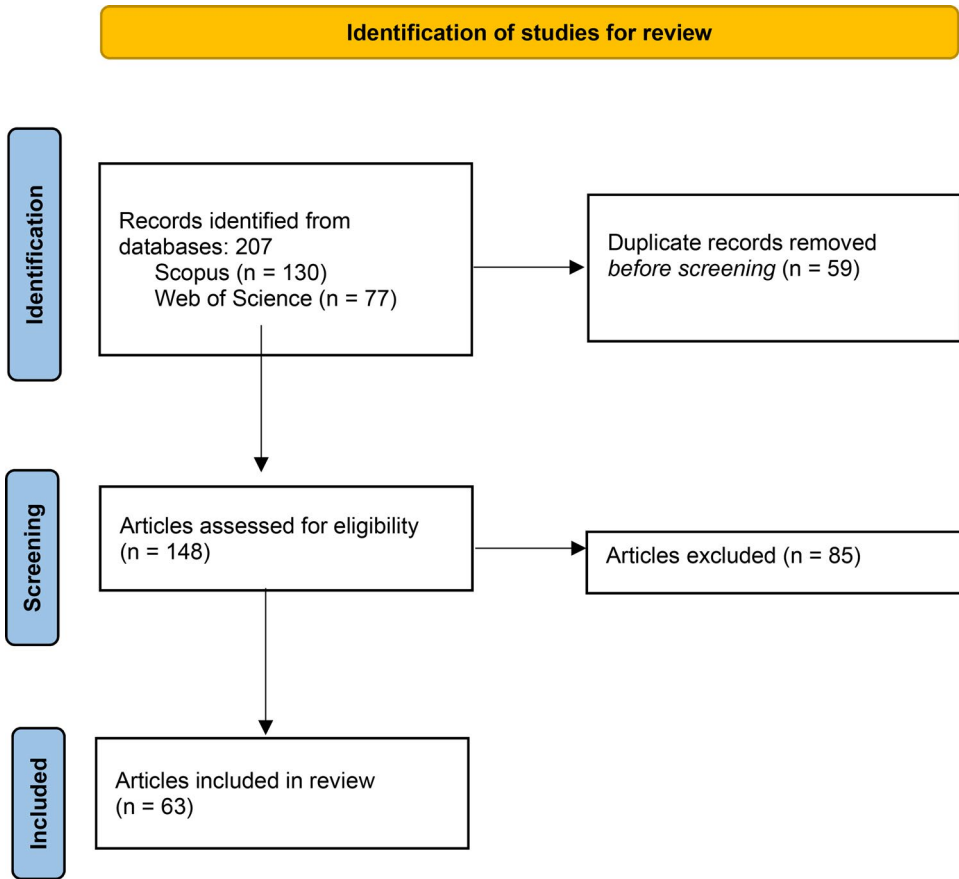 Identification of studies for review
Identification
Records identified from
databases: 207
Scopus (n = 130)
Web of Science (n = 77)
Duplicate records removed
before screening (n = 59)
Screening
Articles assessed for eligibility
(n = 148)
Articles excluded (n = 85)
Included
Articles included in review
(n = 63)